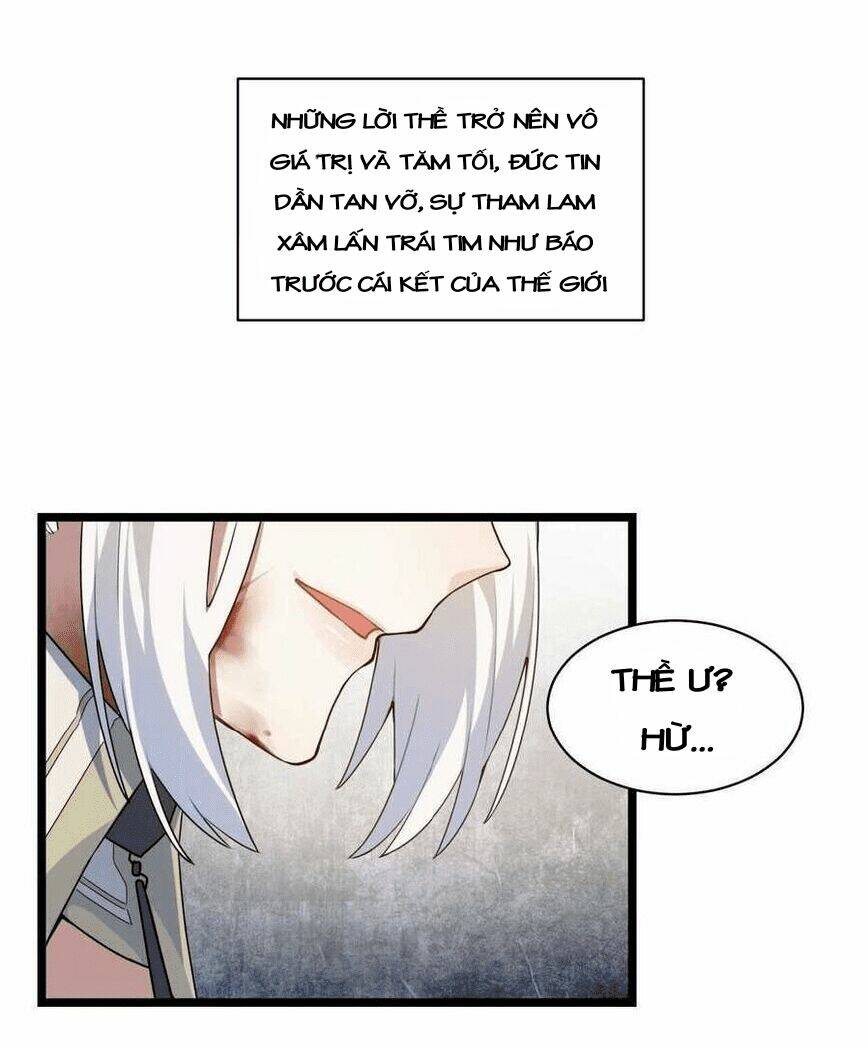 NHỮNG LỜI THỀ TRỞ NÊN VÔ
GIÁ TRỊ VÀ TĂM TỐI, ĐỨC TIN
DẦN TAN VỠ, SỰ THAM LAM
XÂM LẤN TRÁI TIM NHƯ BÁO
TRƯỚC CÁI KẾT CỦA THẾ GIỚI
THỀ Ư?
HỪ...